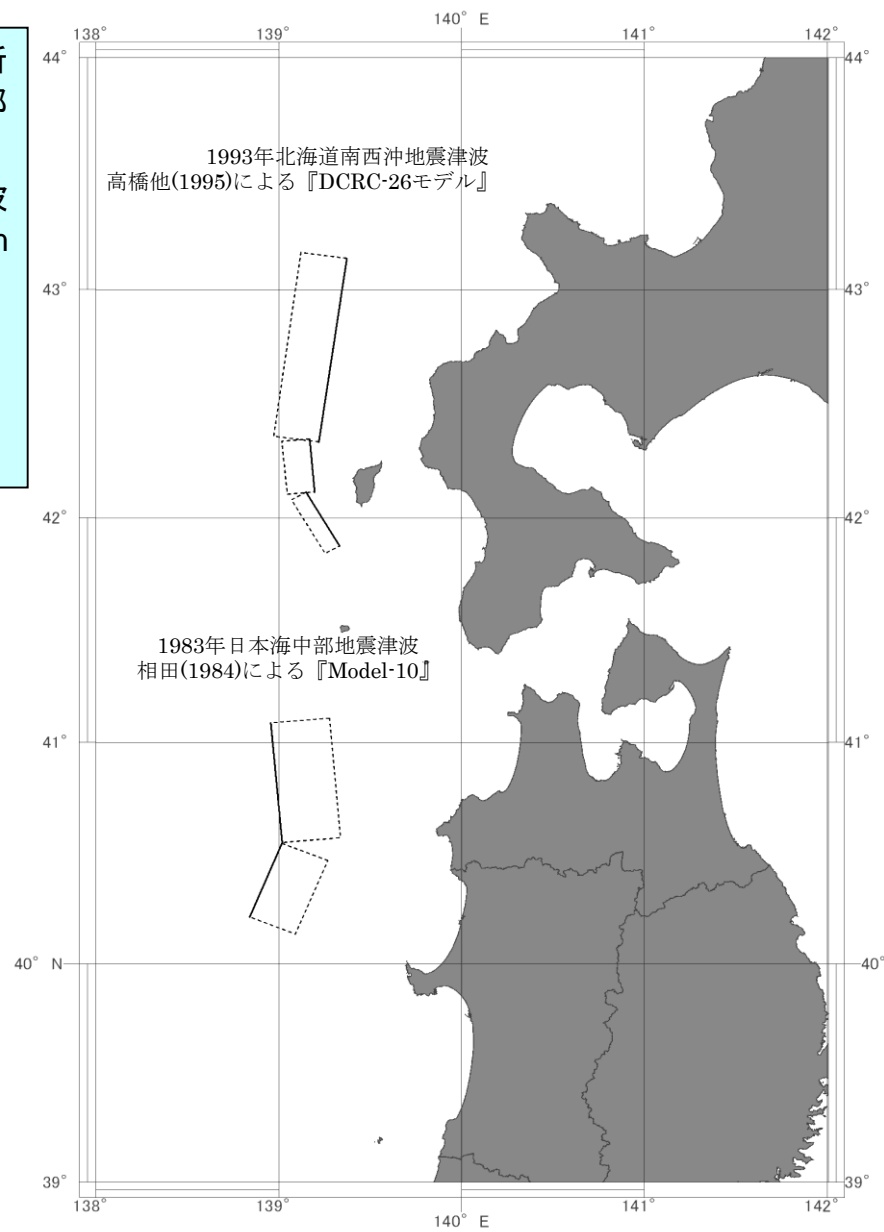 140° E
138° 139° 141° 142°
44° 44°
1993年北海道南西沖地震津波
高橋他(1995)による『DCRC-26モデル』
43° 43°
42° 42°
1983年日本海中部地震津波
相田(1984)による『Model-10』
41° 41°
40° N 40°
39° 39°
138° 139° 141° 142°
140° E